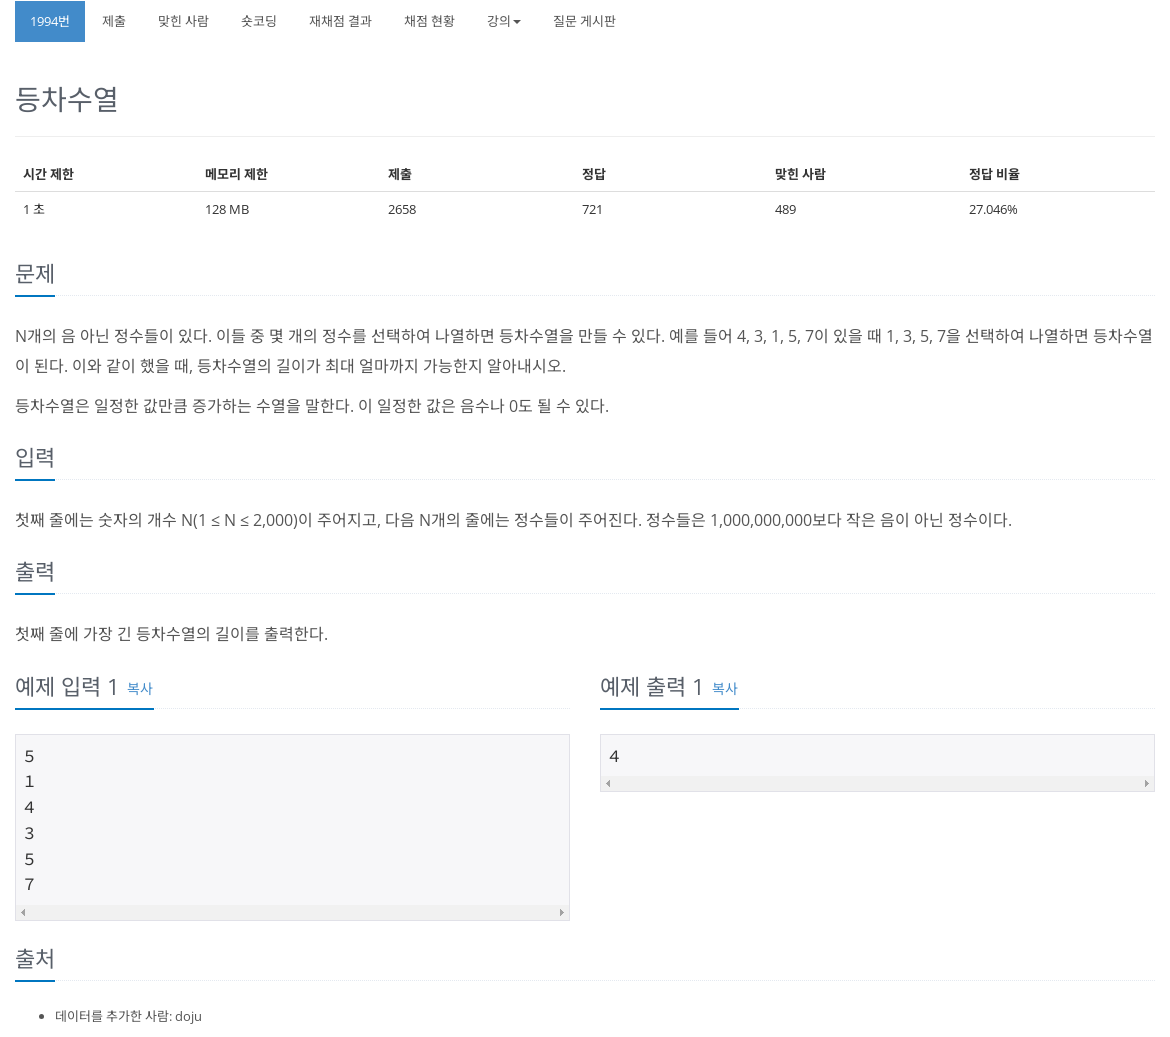 1994번 제출 맞힌 사람 숏코딩 재채점 결과 채점 현황 강의 질문 게시판
등차수열
시간 제한 메모리 제한 제출 정답 맞힌 사람 정답 비율
1 초 128 MB 2658 721 489 27.046%
문제
N개의 음 아닌 정수들이 있다. 이들 중 몇 개의 정수를 선택하여 나열하면 등차수열을 만들 수 있다. 예를 들어 4, 3, 1, 5, 7이 있을 때 1, 3, 5, 7을 선택하여 나열하면 등차수열
이 된다. 이와 같이 했을 때, 등차수열의 길이가 최대 얼마까지 가능한지 알아내시오.
등차수열은 일정한 값만큼 증가하는 수열을 말한다. 이 일정한 값은 음수나 0도 될 수 있다.
입력
첫째 줄에는 숫자의 개수 N(1 ≤ N ≤ 2,000)이 주어지고, 다음 N개의 줄에는 정수들이 주어진다. 정수들은 1,000,000,000보다 작은 음이 아닌 정수이다.
출력
첫째 줄에 가장 긴 등차수열의 길이를 출력한다.
예제 입력 1 복사
5
1
4
3
5
7
예제 출력 1 복사
4
출처
데이터를 추가한 사람: doju